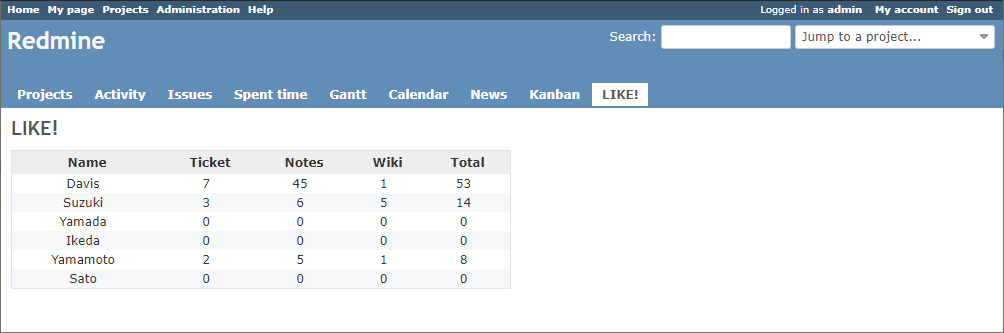 Home My page Projects Administration Help Logged in as admin My account Sign out
Redmine Search: Jump to a project...
Projects Activity Issues Spent time Gantt Calendar News Kanban LIKE!
LIKE!
Name Ticket Notes Wiki Total
Davis 7 45 1 53
Suzuki 3 6 5 14
Yamada 0 0 0 0
Ikeda 0 0 0 0
Yamamoto 2 5 1 8
Sato 0 0 0 0